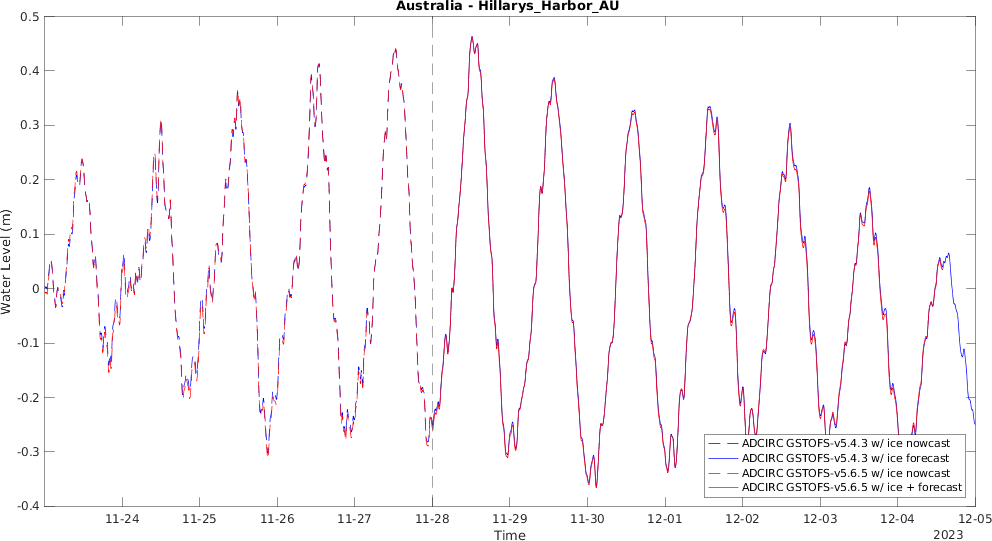 Australia - Hillarys_Harbor_AU
0.5
0.4
0.3
0.2
0.1
0
-0.1
-0.2
-0.3
-0.4
Water Level (m)
ADCIRC GSTOFS-v5.4.3 w/ ice nowcast
ADCIRC GSTOFS-v5.4.3 w/ ice forecast
ADCIRC GSTOFS-v5.6.5 w/ ice nowcast
ADCIRC GSTOFS-v5.6.5 w/ ice + forecast
11-24 11-25 11-26 11-27 11-28 11-29 11-30 12-01 12-02 12-03 12-04 12-05
Time
2023